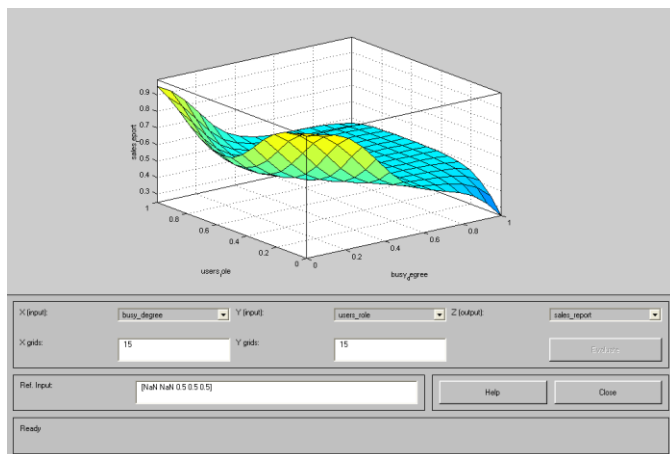 0.9
0.8
0.7
0.6
0.5
0.4
0.3
sales_report
1
0.8
0.6
0.4
0.2
0
users_role
0
0.2
0.4
0.6
0.8
1
busy_degree
X (input): busy_degree Y (input): users_role Z (output): sales_report
X grids: 15 Y grids: 15 Evaluate
Ref. Input: [NaN NaN 0.5 0.5 0.5] Help Close
Ready